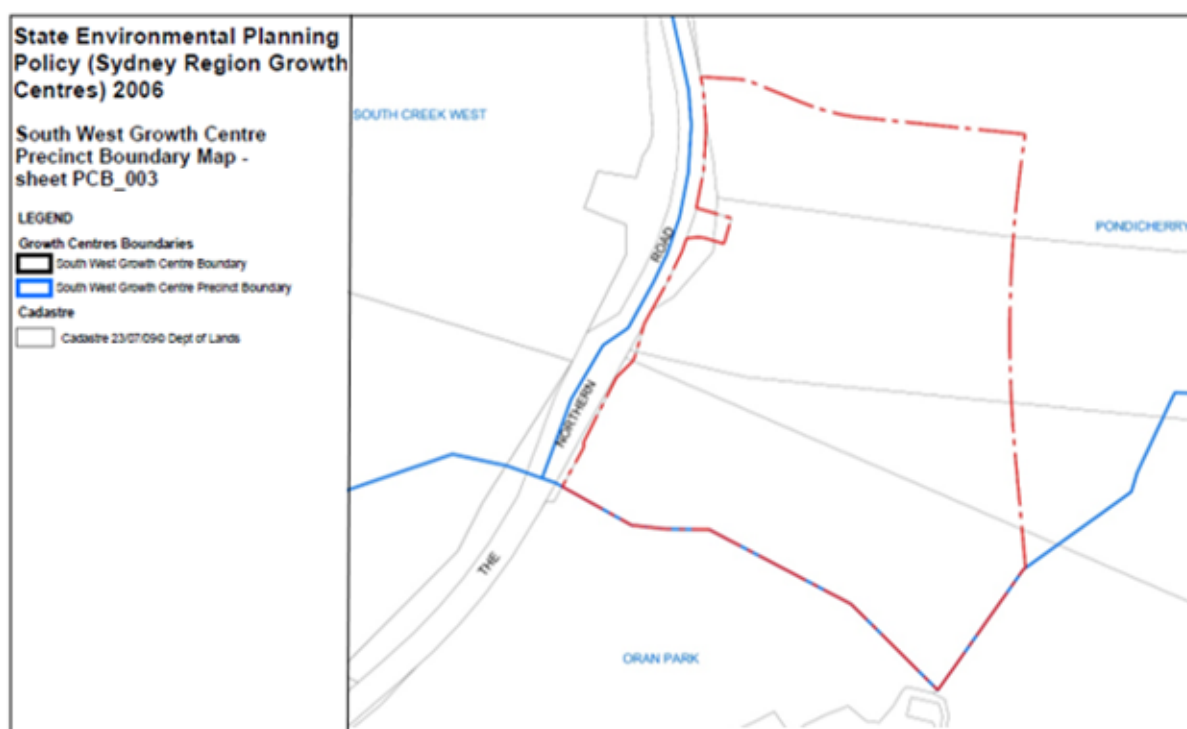 State Environmental Planning
Policy (Sydney Region Growth
Centres) 2006
South West Growth Centre
Precinct Boundary Map -
sheet PCB_003
LEGEND
Growth Centres Boundaries
South West Growth Centre Boundary
South West Growth Centre Precinct Boundary
Cadastre
Cadastre 23/07/09© Dept of Lands
SOUTH CREEK WEST
PONDICHERRY
THE NORTHERN ROAD
ORAN PARK